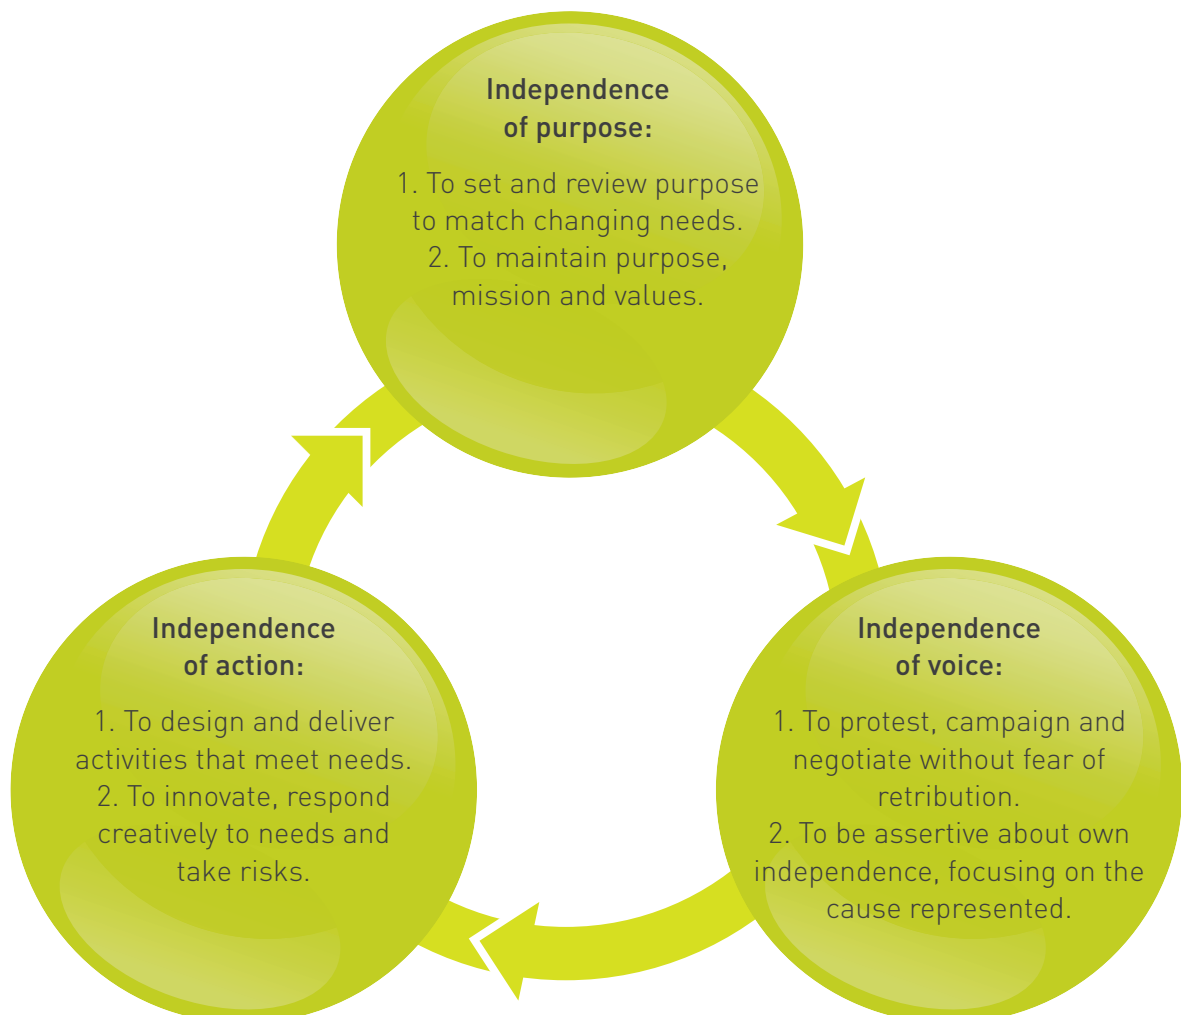 Independence
of purpose:
1. To set and review purpose
to match changing needs.
2. To maintain purpose,
mission and values.
Independence
of action:
1. To design and deliver
activities that meet needs.
2. To innovate, respond
creatively to needs and
take risks.
Independence
of voice:
1. To protest, campaign and
negotiate without fear of
retribution.
2. To be assertive about own
independence, focusing on the
cause represented.